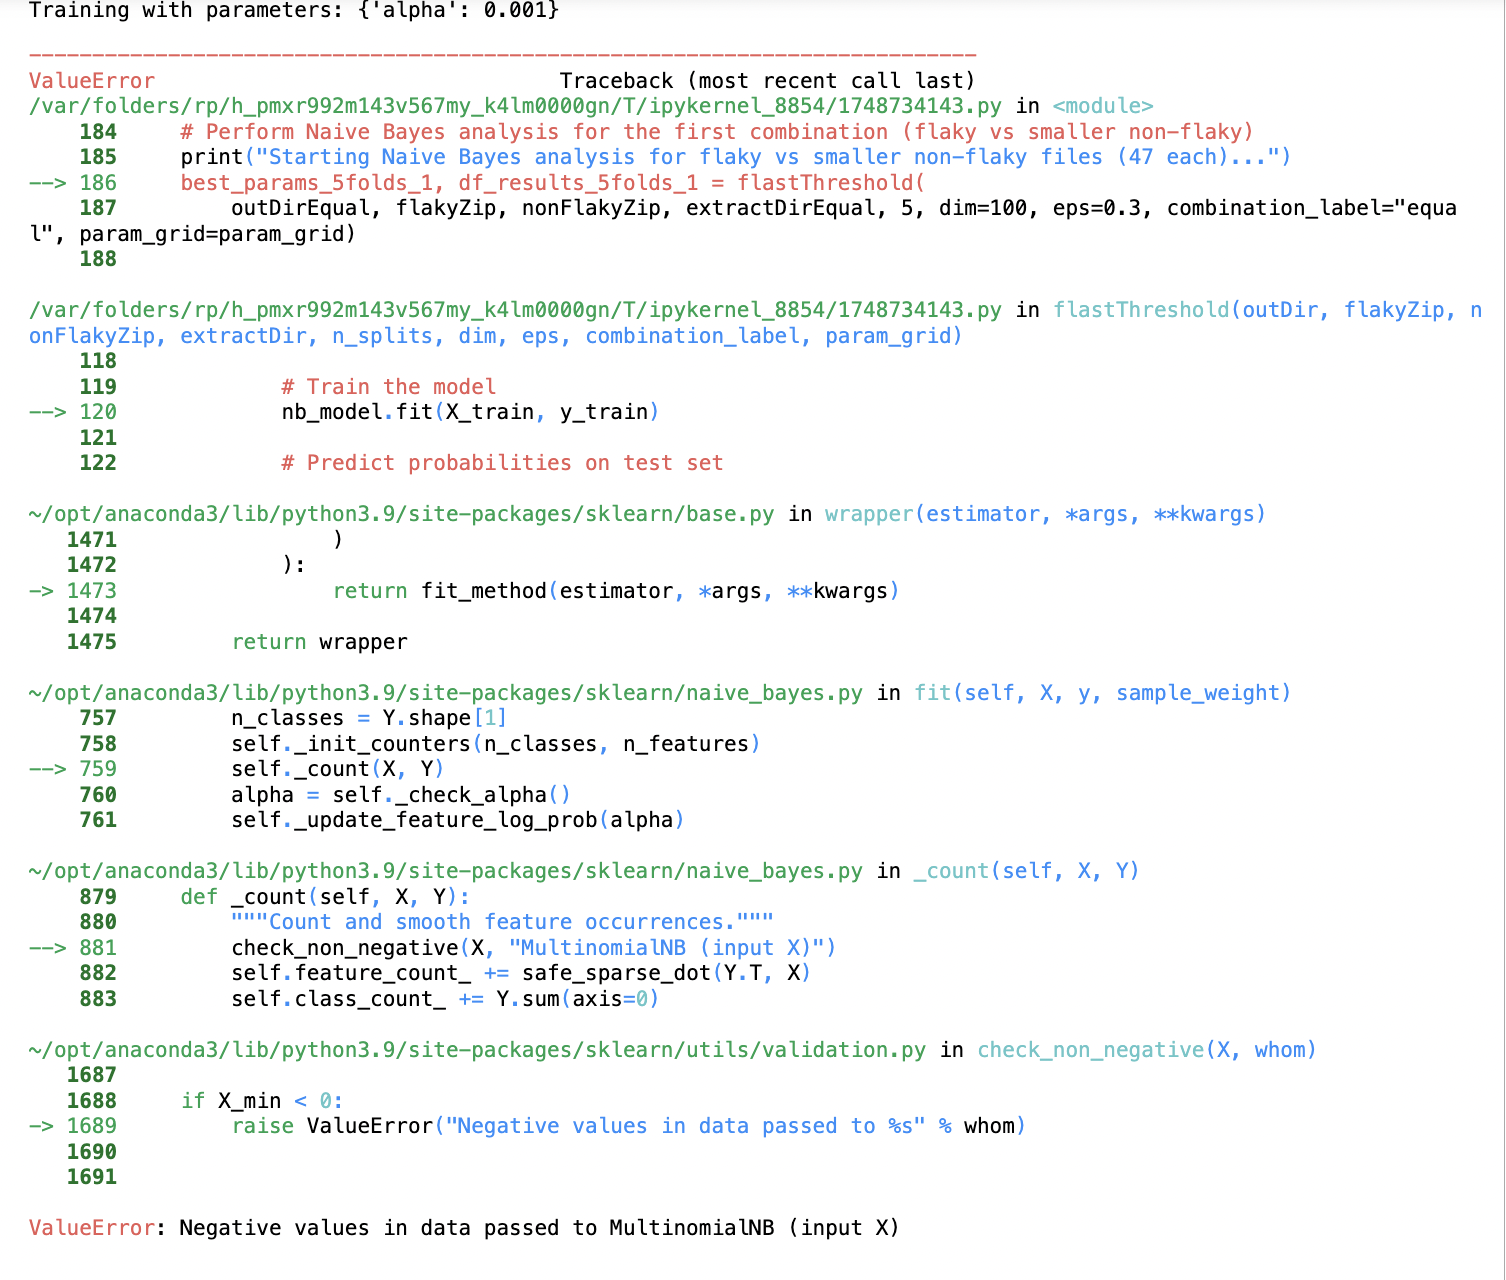 Training with parameters: {'alpha': 0.001}
---------------------------------------------------------------------------
ValueError                                Traceback (most recent call last)
/var/folders/rp/h_pmxr992m143v567my_k4lm0000gn/T/ipykernel_8854/1748734143.py in <module>
    184     # Perform Naive Bayes analysis for the first combination (flaky vs smaller non-flaky)
    185     print("Starting Naive Bayes analysis for flaky vs smaller non-flaky files (47 each)...")
--> 186     best_params_5folds_1, df_results_5folds_1 = flastThreshold(
    187         outDirEqual, flakyZip, nonFlakyZip, extractDirEqual, 5, dim=100, eps=0.3, combination_label="equa
l", param_grid=param_grid)
    188
/var/folders/rp/h_pmxr992m143v567my_k4lm0000gn/T/ipykernel_8854/1748734143.py in flastThreshold(outDir, flakyZip, n
onFlakyZip, extractDir, n_splits, dim, eps, combination_label, param_grid)
    118
    119             # Train the model
--> 120             nb_model.fit(X_train, y_train)
    121
    122             # Predict probabilities on test set
~/opt/anaconda3/lib/python3.9/site-packages/sklearn/base.py in wrapper(estimator, *args, **kwargs)
   1471                 )
   1472             ):
-> 1473                 return fit_method(estimator, *args, **kwargs)
   1474
   1475         return wrapper
~/opt/anaconda3/lib/python3.9/site-packages/sklearn/naive_bayes.py in fit(self, X, y, sample_weight)
    757         n_classes = Y.shape[1]
    758         self._init_counters(n_classes, n_features)
--> 759         self._count(X, Y)
    760         alpha = self._check_alpha()
    761         self._update_feature_log_prob(alpha)
~/opt/anaconda3/lib/python3.9/site-packages/sklearn/naive_bayes.py in _count(self, X, Y)
    879     def _count(self, X, Y):
    880         """Count and smooth feature occurrences."""
--> 881         check_non_negative(X, "MultinomialNB (input X)")
    882         self.feature_count_ += safe_sparse_dot(Y.T, X)
    883         self.class_count_ += Y.sum(axis=0)
~/opt/anaconda3/lib/python3.9/site-packages/sklearn/utils/validation.py in check_non_negative(X, whom)
   1687
   1688     if X_min < 0:
-> 1689         raise ValueError("Negative values in data passed to %s" % whom)
   1690
   1691
ValueError: Negative values in data passed to MultinomialNB (input X)